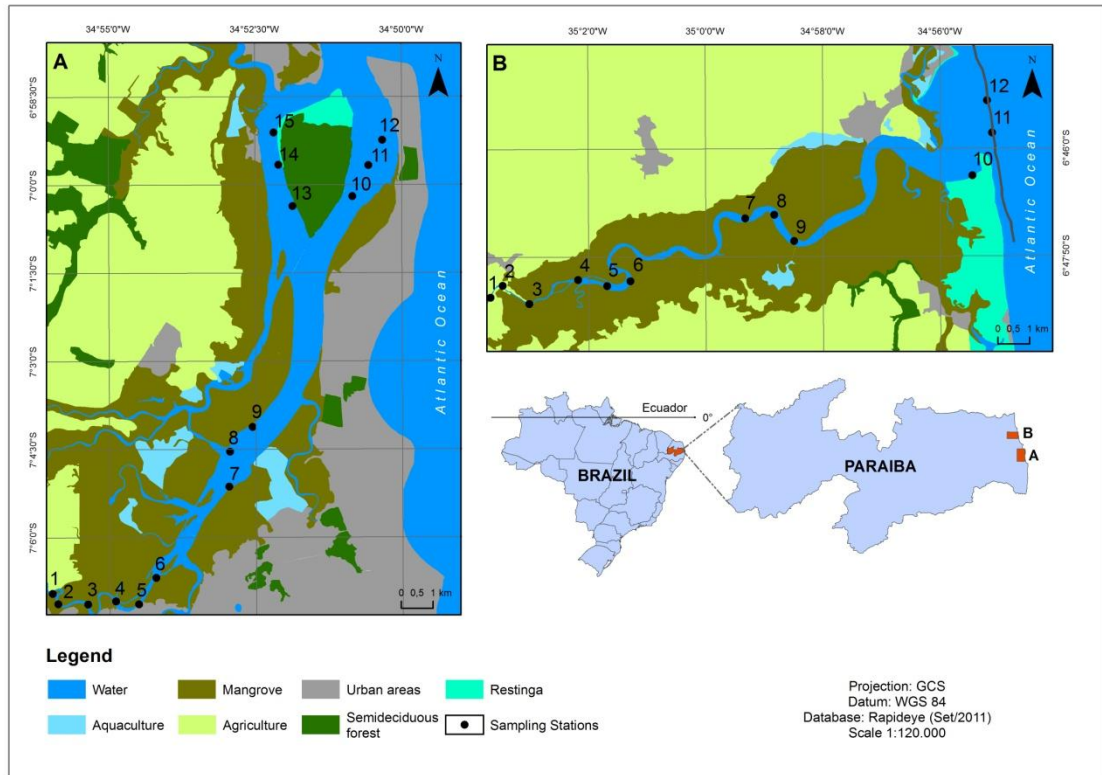 34°55'0"W
34°52'30"W
34°50'0"W
A
N
6°58'30"S
7°0'0"S
7°1'30"S
7°3'0"S
7°4'30"S
7°6'0"S
15
14
13
12
11
10
9
8
7
6
1
2
3
4
5
Atlantic Ocean
0 0,5 1 km
35°2'0"W
35°0'0"W
34°58'0"W
34°56'0"W
B
N
12
11
10
7
8
9
4
5
6
1
2
3
6°46'0"S
6°47'50"S
Atlantic Ocean
0 0,5 1 km
Ecuador
0°
BRAZIL
PARAIBA
B
A
Legend
Water
Mangrove
Urban areas
Restinga
Aquaculture
Agriculture
Semideciduous
forest
Sampling Stations
Projection: GCS
Datum: WGS 84
Database: Rapideye (Set/2011)
Scale 1:120.000